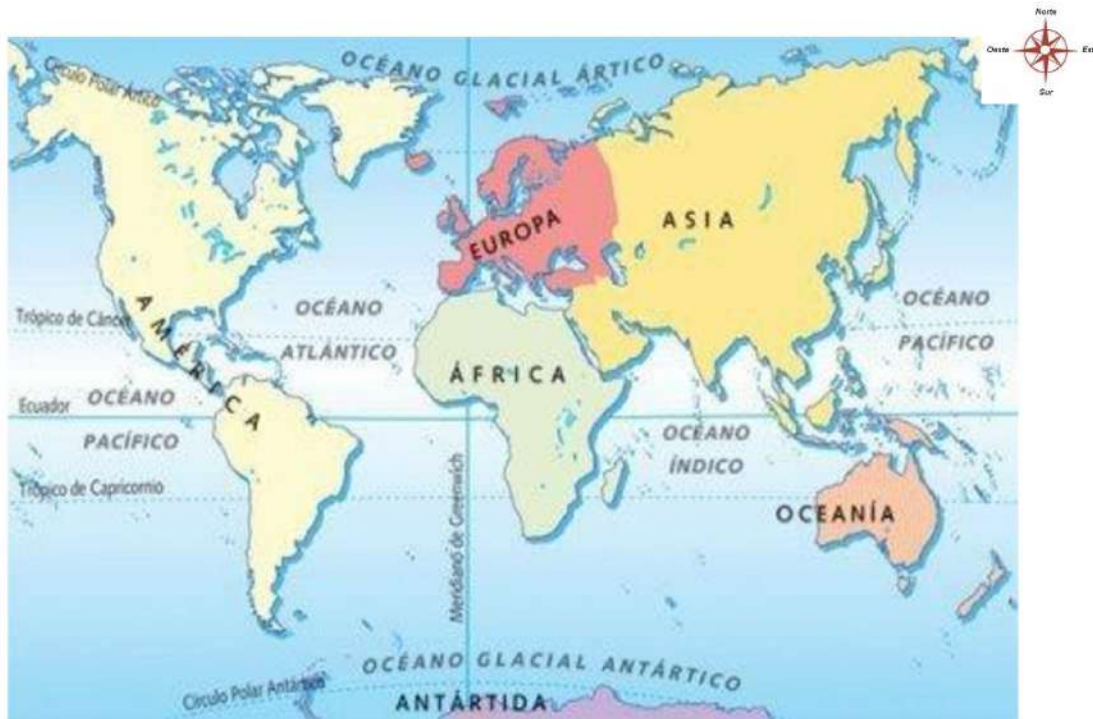 Norte
Oeste
Est
Sur
Círculo Polar Ártico
OCÉANO GLACIAL ÁRTICO
EUROPA
ASIA
AMÉRICA
Trópico de Cáncer
OCÉANO
ATLÁNTICO
OCÉANO
PACÍFICO
ÁFRICA
Ecuador
OCÉANO
PACÍFICO
OCÉANO
ÍNDICO
Trópico de Capricornio
Meridiano de Greenwich
OCEANÍA
OCÉANO GLACIAL ANTÁRTICO
Círculo Polar Antártico
ANTÁRTIDA